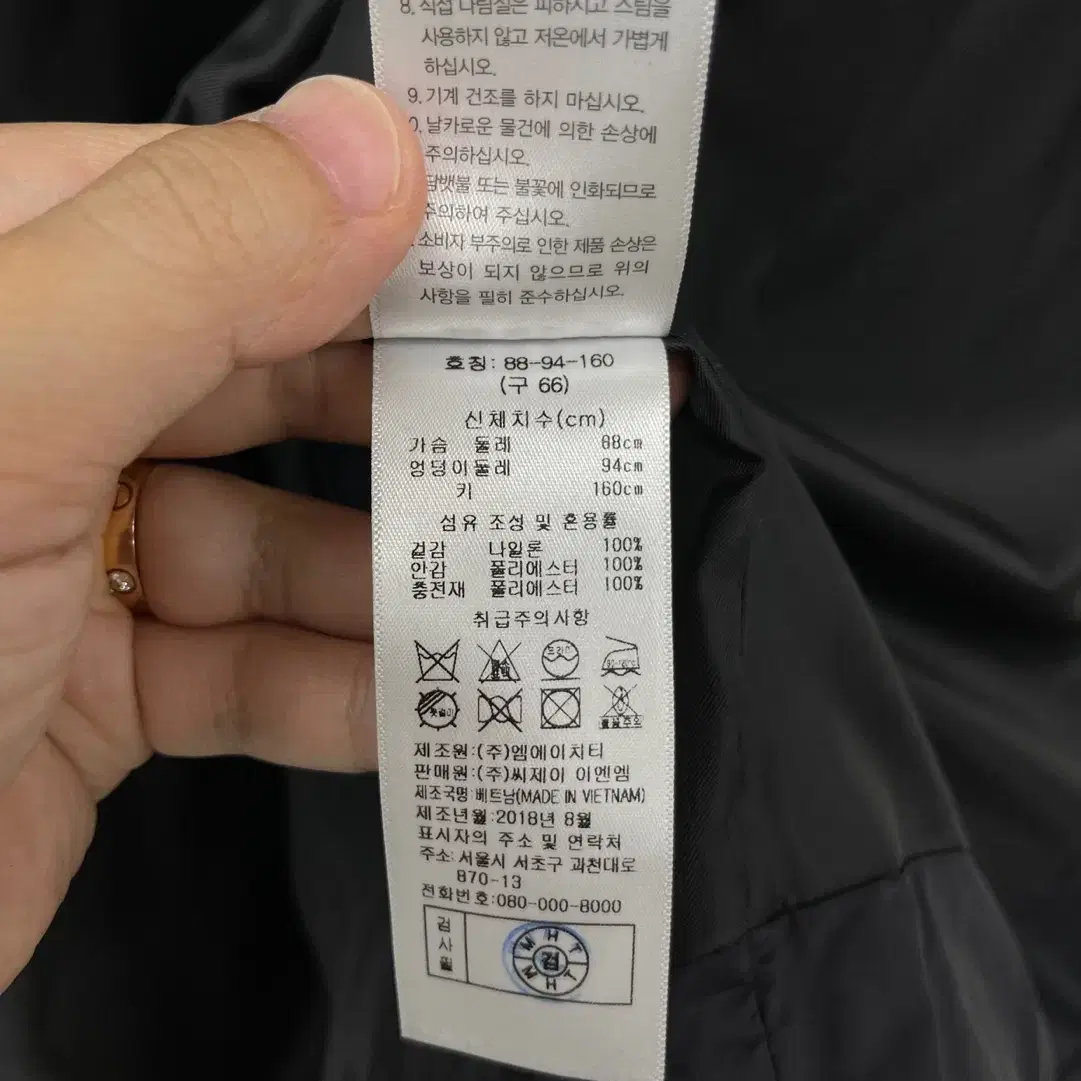 8. 직접 다림질은 피하시고 스팀을
사용하지 않고 저온에서 가볍게
하십시오.
9. 기계 건조를 하지 마십시오.
0. 날카로운 물건에 의한 손상에
주의하십시오.
담뱃불 또는 불꽃에 인화되므로
주의하여 주십시오.
. 소비자 부주의로 인한 제품 손상은
보상이 되지 않으므로 위의
사항을 필히 준수하십시오.
호칭: 88-94-160
(구 66)
신체치수(cm)
가슴 둘레 88cm
엉덩이둘레 94cm
키 160cm
섬유 조성 및 혼용률
겉감 나일론 100%
안감 폴리에스터 100%
충전재 폴리에스터 100%
취급주의사항
드라이
80~120℃
옷걸이
제조원:(주)엠에이치티
판매원:(주)씨제이 이엔엠
제조국명:베트남(MADE IN VIETNAM)
제조년월:2018년 8월
표시자의 주소 및 연락처
주소:서울시 서초구 과천대로
870-13
전화번호:080-000-8000
검사필
MHT
검
MHT